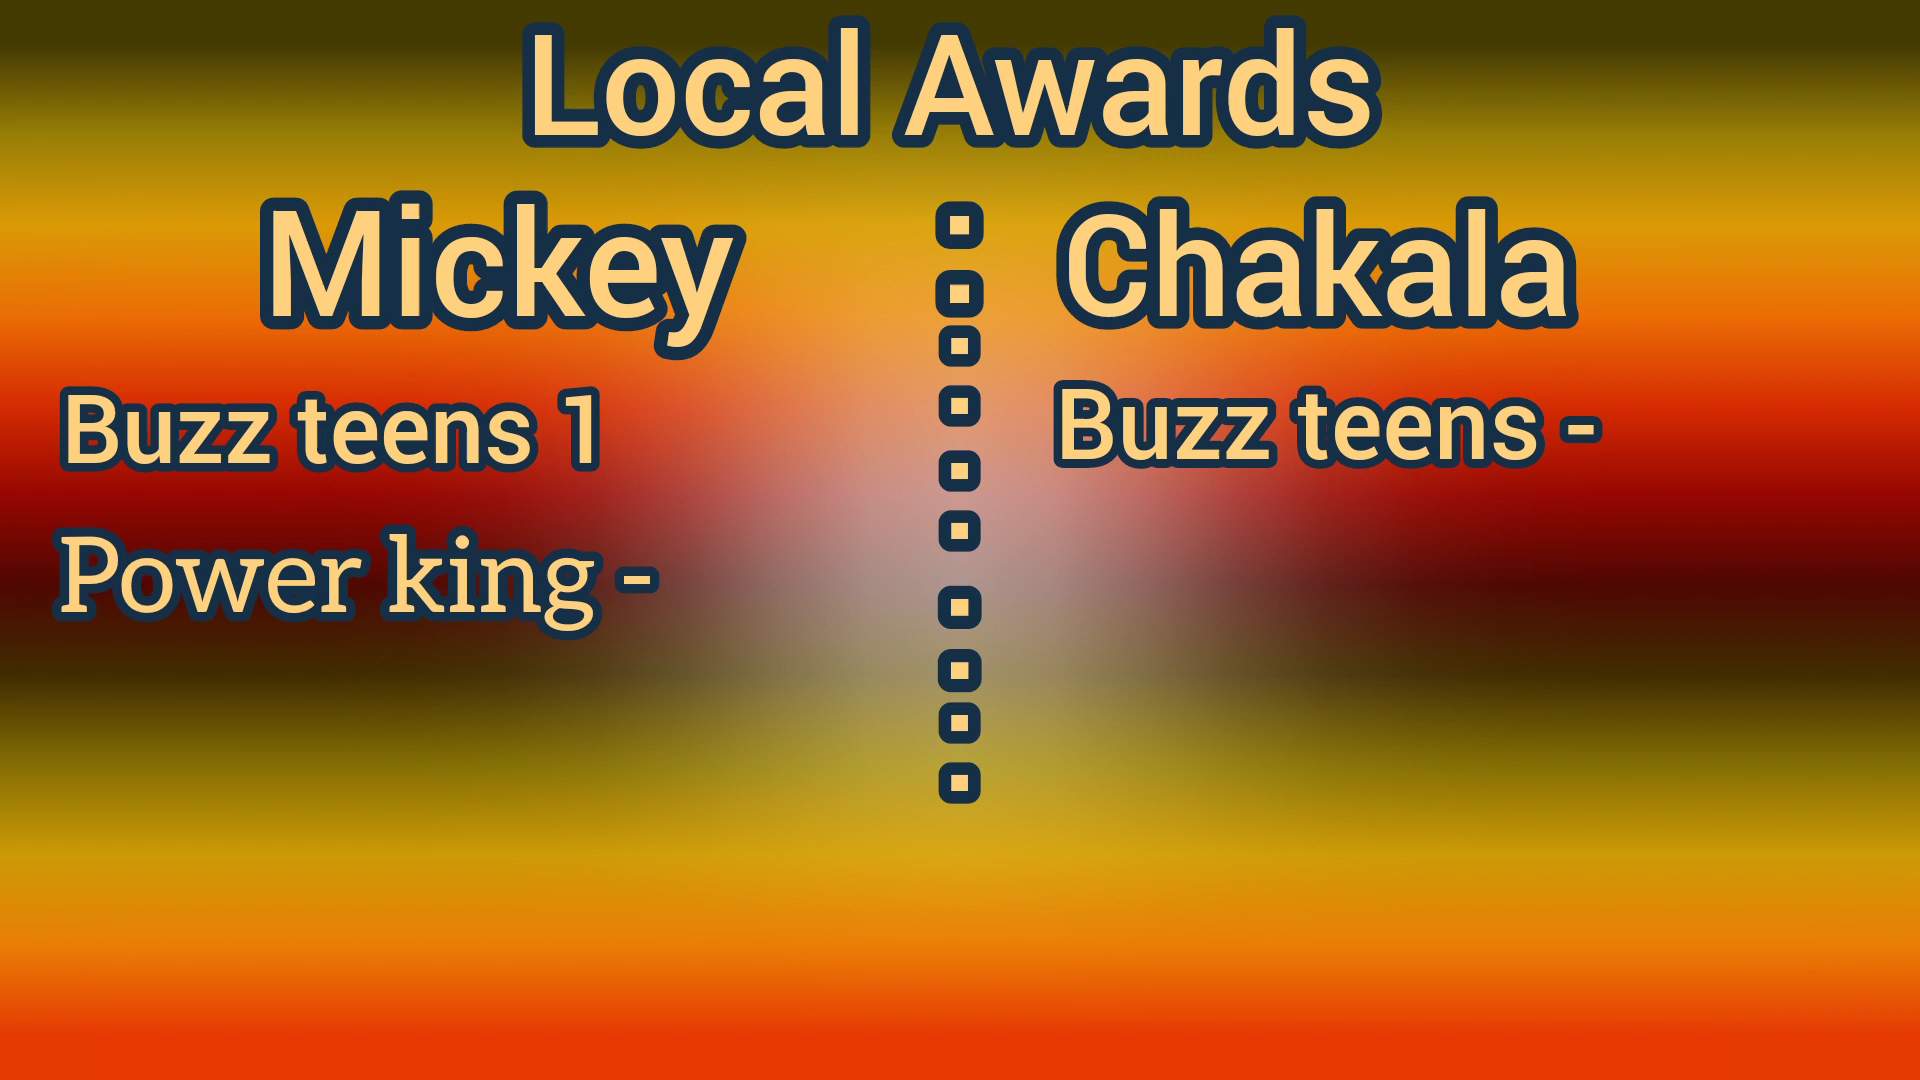 Local Awards
Mickey
Chakala
Buzz teens 1
Buzz teens -
Power king -